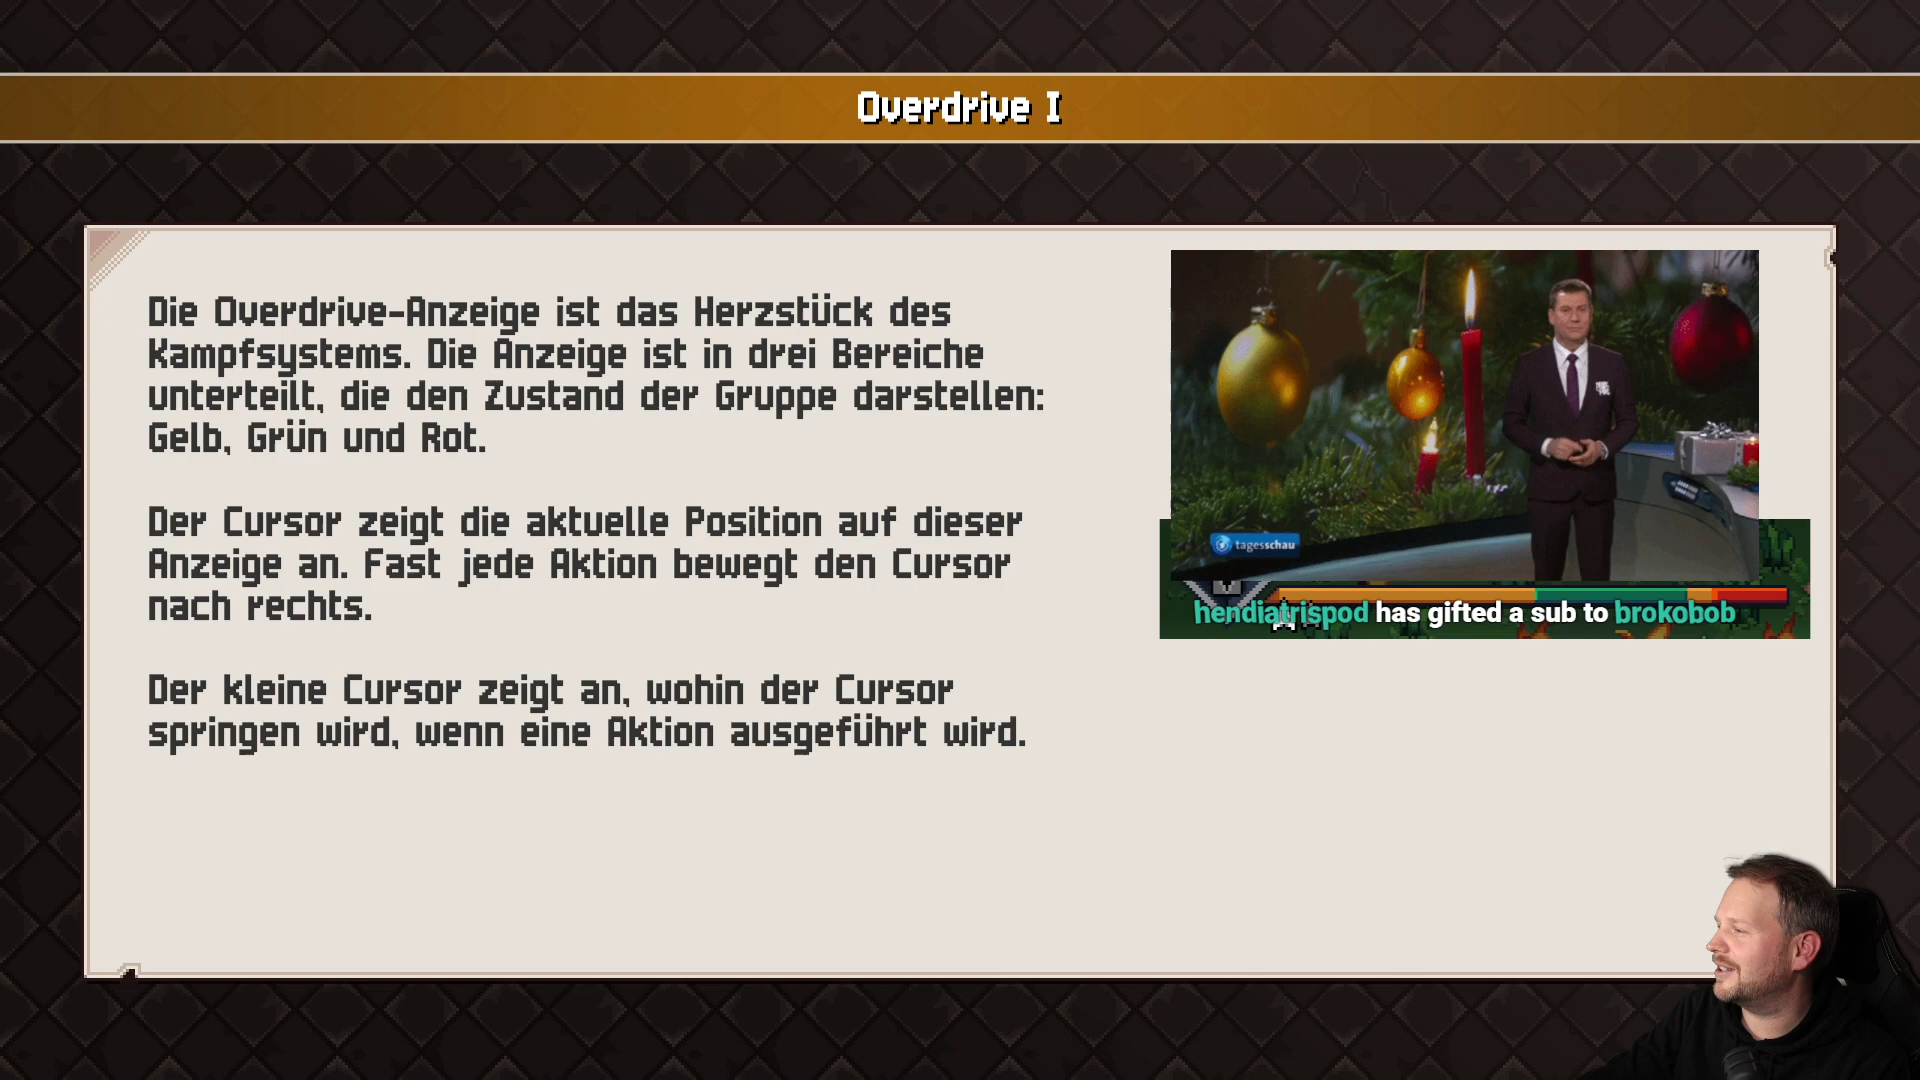 Overdrive I
Die Overdrive-Anzeige ist das Herzstück des
Kampfsystems. Die Anzeige ist in drei Bereiche
unterteilt, die den Zustand der Gruppe darstellen:
Gelb, Grün und Rot.
Der Cursor zeigt die aktuelle Position auf dieser
Anzeige an. Fast jede Aktion bewegt den Cursor
nach rechts.
Der kleine Cursor zeigt an, wohin der Cursor
springen wird, wenn eine Aktion ausgeführt wird.
tagesschau
hendiatrispod has gifted a sub to brokobob